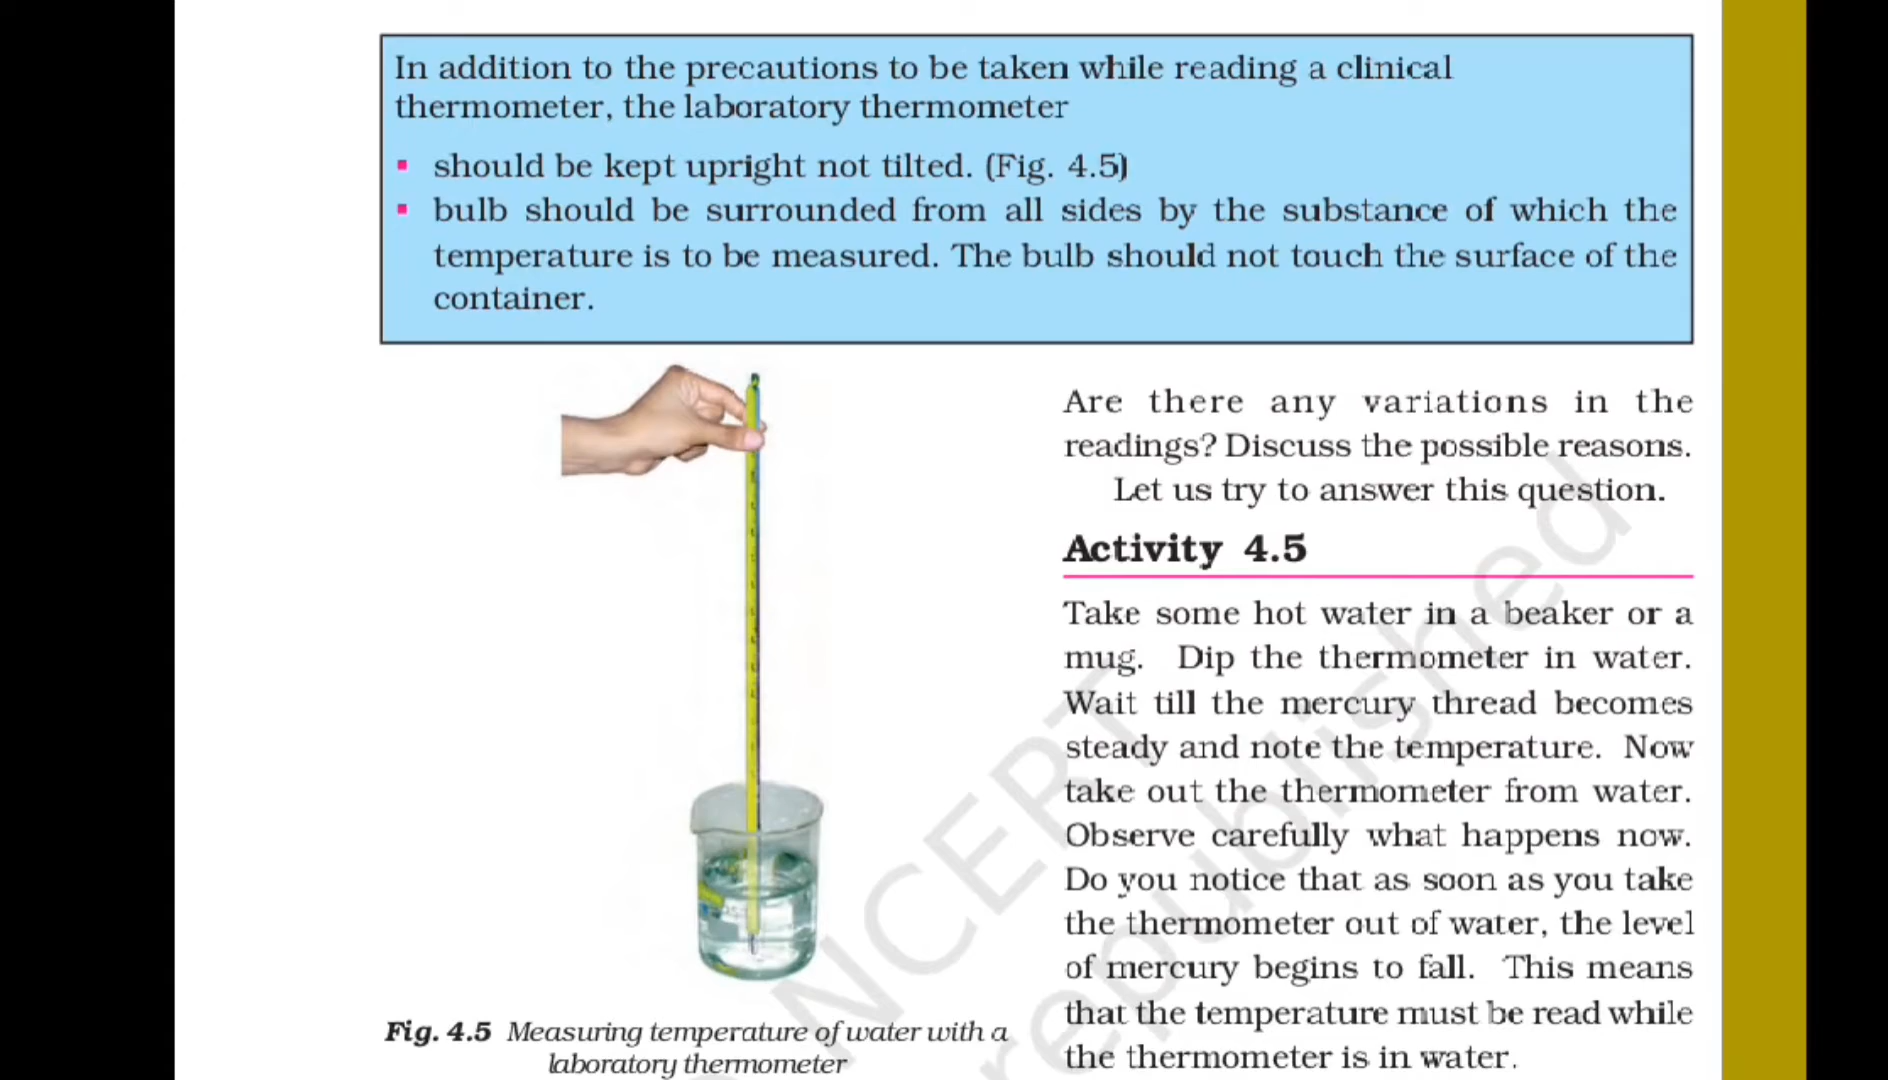 In addition to the precautions to be taken while reading a clinical
thermometer, the laboratory thermometer
▪ should be kept upright not tilted. (Fig. 4.5)
▪ bulb should be surrounded from all sides by the substance of which the
temperature is to be measured. The bulb should not touch the surface of the
container.
Fig. 4.5 Measuring temperature of water with a
laboratory thermometer
Are there any variations in the
readings? Discuss the possible reasons.
Let us try to answer this question.
Activity 4.5
Take some hot water in a beaker or a
mug. Dip the thermometer in water.
Wait till the mercury thread becomes
steady and note the temperature. Now
take out the thermometer from water.
Observe carefully what happens now.
Do you notice that as soon as you take
the thermometer out of water, the level
of mercury begins to fall. This means
that the temperature must be read while
the thermometer is in water.
NCERT
republished